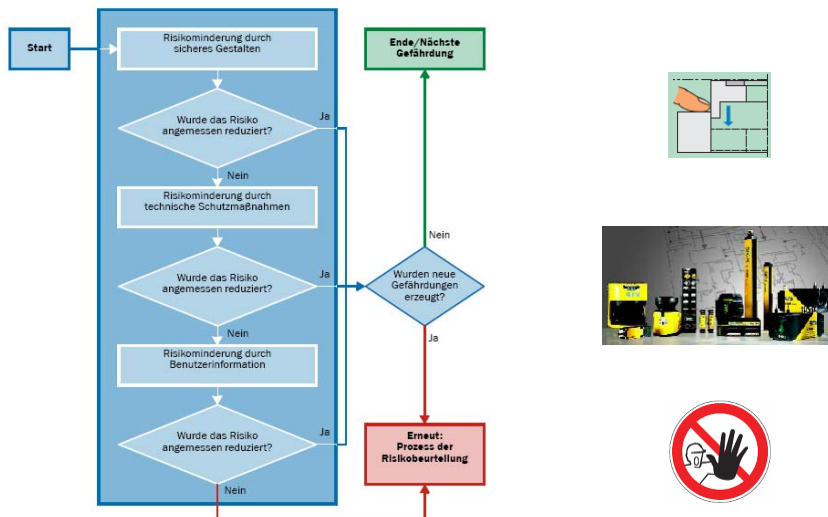 Start
Risikominderung durch
sicheres Gestalten
Wurde das Risiko
angemessen reduziert?
Ja
Nein
Risikominderung durch
technische Schutzmaßnahmen
Wurde das Risiko
angemessen reduziert?
Ja
Nein
Risikominderung durch
Benutzerinformation
Wurde das Risiko
angemessen reduziert?
Ja
Nein
Ende/Nächste
Gefährdung
Nein
Wurden neue
Gefährdungen
erzeugt?
Ja
Erneut:
Prozess der
Risikobeurteilung